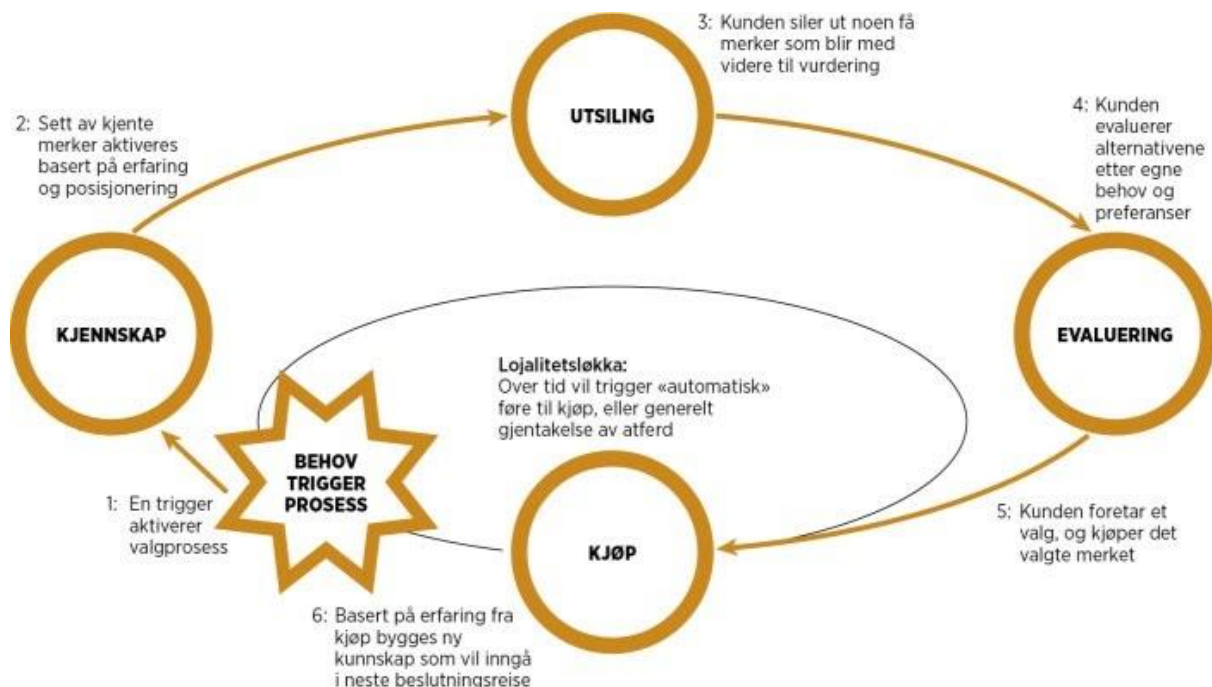 3: Kunden siler ut noen få
merker som blir med
videre til vurdering
UTSILING
2: Sett av kjente
merker aktiveres
basert på erfaring
og posisjonering
4: Kunden
evaluerer
alternativene
etter egne
behov og
preferanser
KJENNSKAP
EVALUERING
Lojalitetsløkka:
Over tid vil trigger «automatisk»
føre til kjøp, eller generelt
gjentakelse av atferd
BEHOV
TRIGGER
PROSESS
1: En trigger
aktiverer
valgprosess
KJØP
5: Kunden foretar et
valg, og kjøper det
valgte merket
6: Basert på erfaring fra
kjøp bygges ny
kunnskap som vil inngå
i neste beslutningsreise